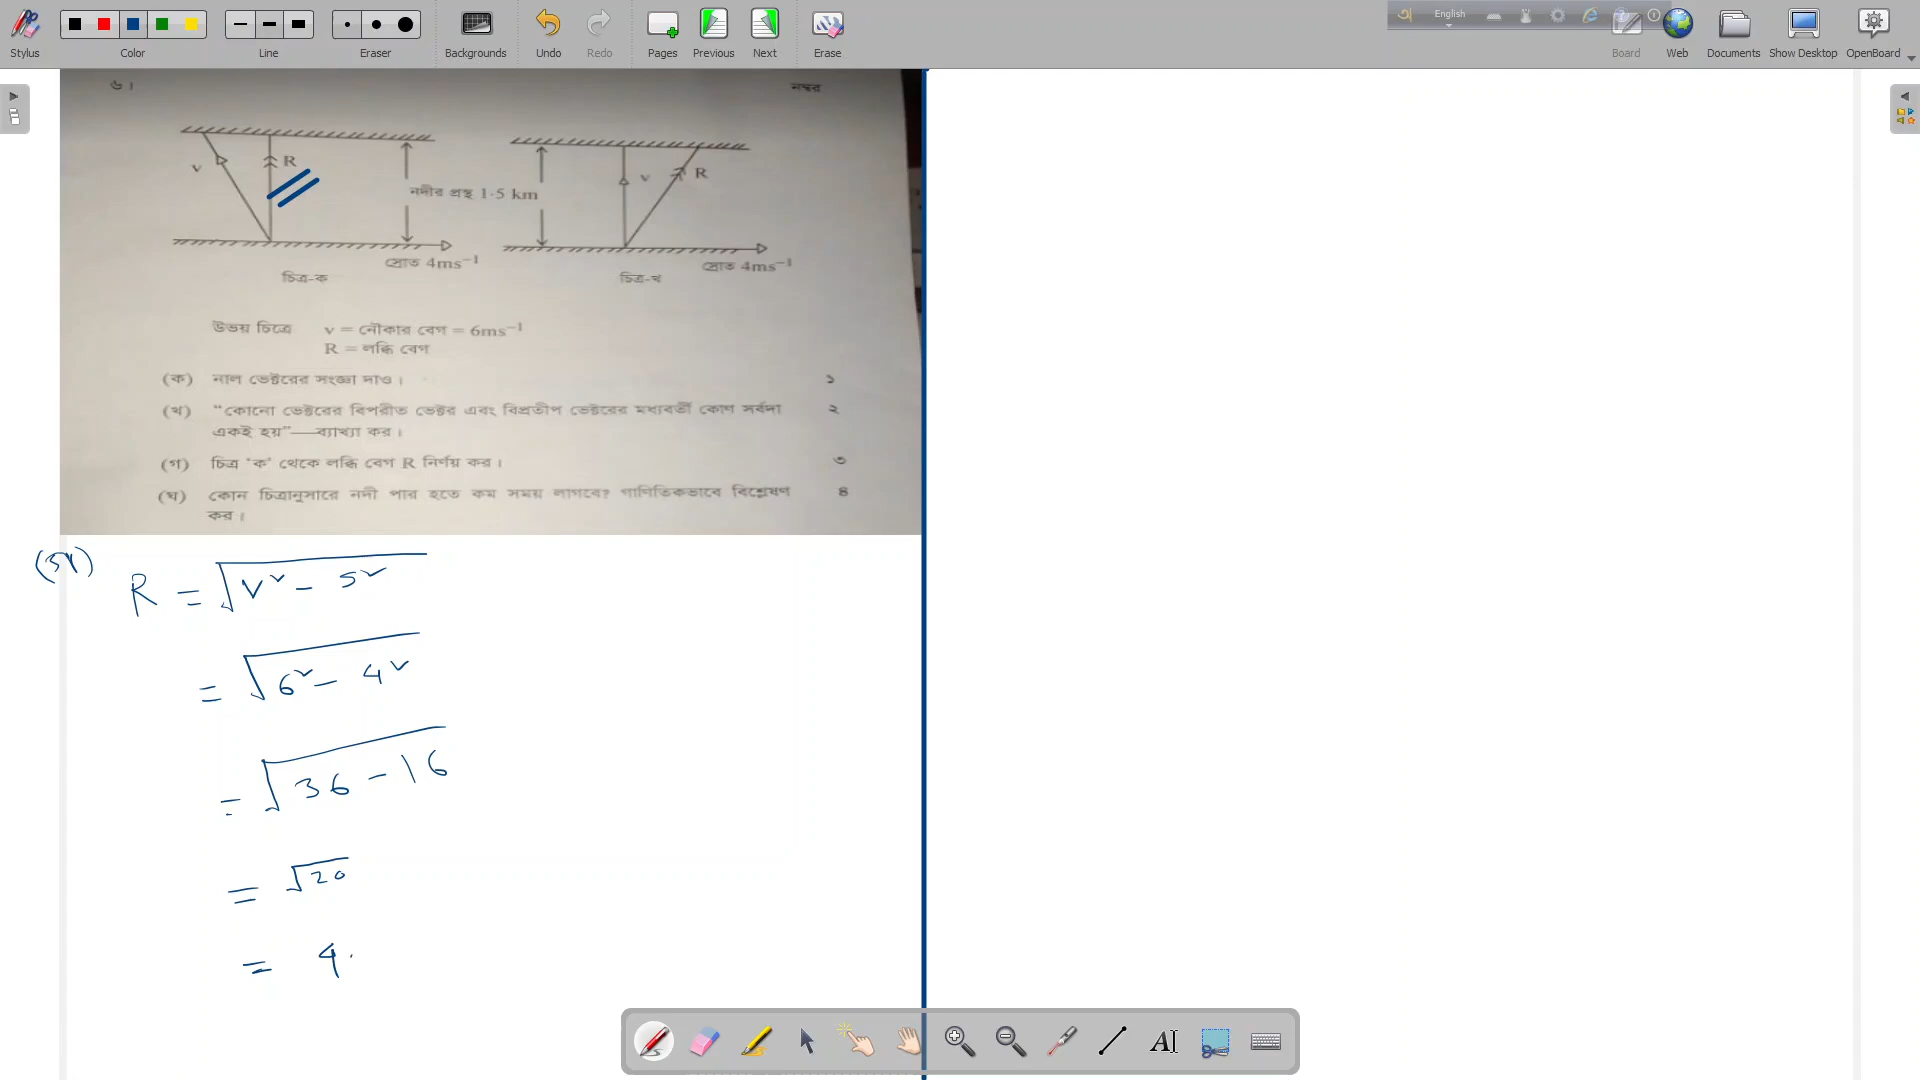 Stylus
Color
Line
Eraser
Backgrounds
Undo
Redo
Pages
Previous
Next
Erase
English
Board
Web
Documents
Show Desktop
OpenBoard
৬।
নম্বর
v
R
নদীর প্রস্থ 1·5 km
v
R
স্রোত 4ms⁻¹
স্রোত 4ms⁻¹
চিত্র-ক
চিত্র-খ
উভয় চিত্রে v = নৌকার বেগ = 6ms⁻¹
R = লব্ধি বেগ
(ক) নাল ভেক্টরের সংজ্ঞা দাও। ১
(খ) “কোনো ভেক্টরের বিপরীত ভেক্টর এবং বিপ্রতীপ ভেক্টরের মধ্যবর্তী কোণ সর্বদা ২
একই হয়”—ব্যাখ্যা কর।
(গ) চিত্র ‘ক’ থেকে লব্ধি বেগ R নির্ণয় কর। ৩
(ঘ) কোন চিত্রানুসারে নদী পার হতে কম সময় লাগবে? গাণিতিকভাবে বিশ্লেষণ ৪
কর।
(গ)
R = √(v² - s²)
= √(6² - 4²)
= √(36 - 16)
= √20
= 4.
AI